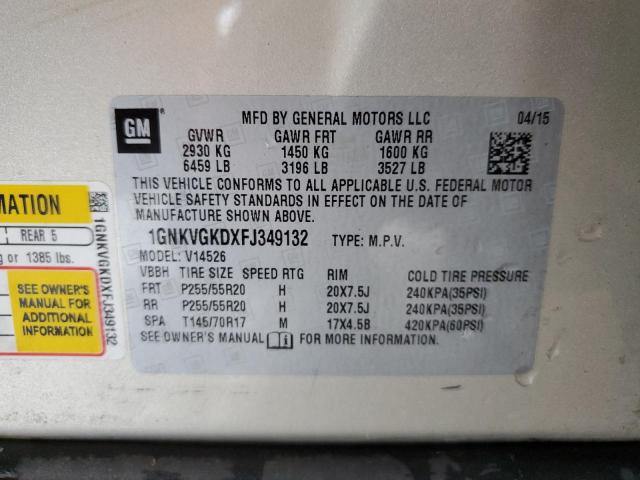 GM ®
MFD BY GENERAL MOTORS LLC 04/15
GVWR GAWR FRT GAWR RR
2930 KG 1450 KG 1600 KG
6459 LB 3196 LB 3527 LB
THIS VEHICLE CONFORMS TO ALL APPLICABLE U.S. FEDERAL MOTOR
VEHICLE SAFETY STANDARDS IN EFFECT ON THE DATE OF
MANUFACTURE SHOWN ABOVE.
1GNKVGKDXFJ349132 TYPE: M.P.V.
MODEL: V14526
VBBH TIRE SIZE SPEED RTG RIM COLD TIRE PRESSURE
FRT P255/55R20 H 20X7.5J 240KPA(35PSI)
RR P255/55R20 H 20X7.5J 240KPA(35PSI)
SPA T145/70R17 M 17X4.5B 420KPA(60PSI)
SEE OWNER'S MANUAL i FOR MORE INFORMATION.
MATION
REAR 5
g or 1385 lbs.
SEE OWNER'S
MANUAL FOR
ADDITIONAL
INFORMATION
1GNKVGKDXFJ349132